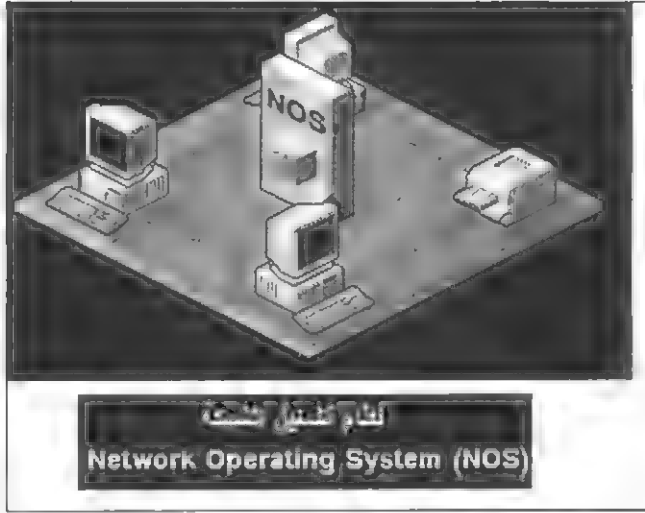 NOS
نظام تشغيل الشبكة
Network Operating System (NOS)